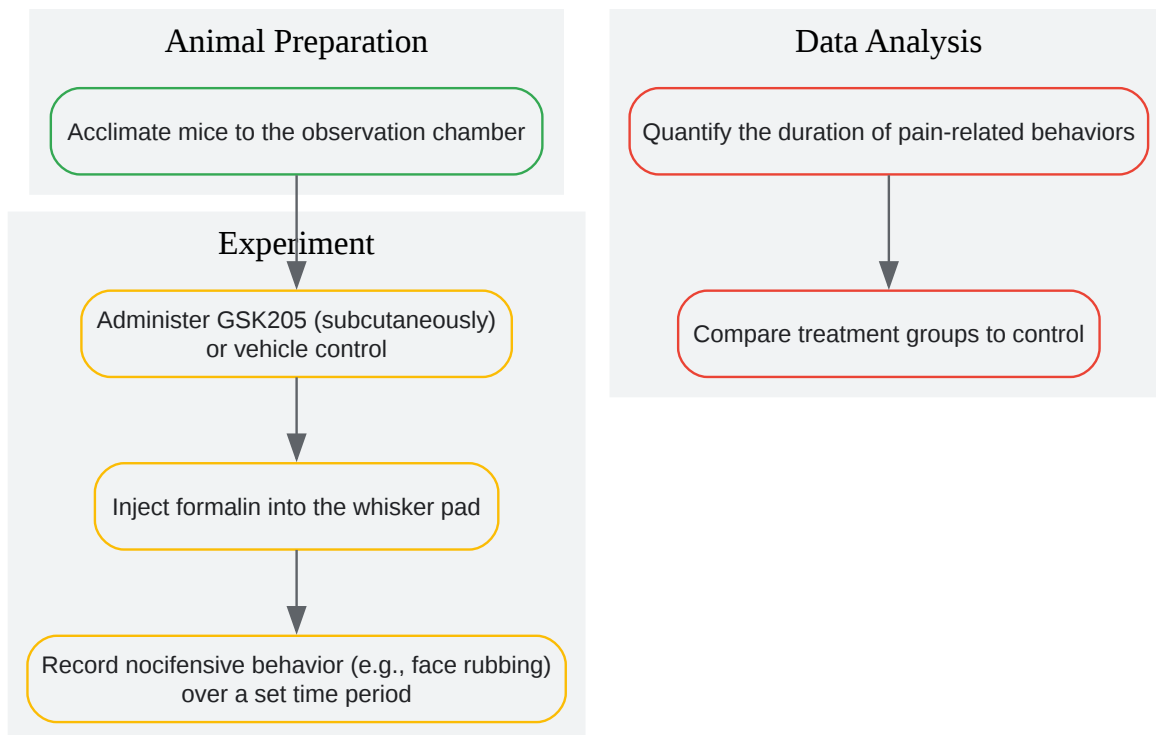 Animal Preparation
Acclimate mice to the observation chamber
Experiment
Administer GSK205 (subcutaneously)
or vehicle control
Inject formalin into the whisker pad
Record nocifensive behavior (e.g., face rubbing)
over a set time period
Data Analysis
Quantify the duration of pain-related behaviors
Compare treatment groups to control